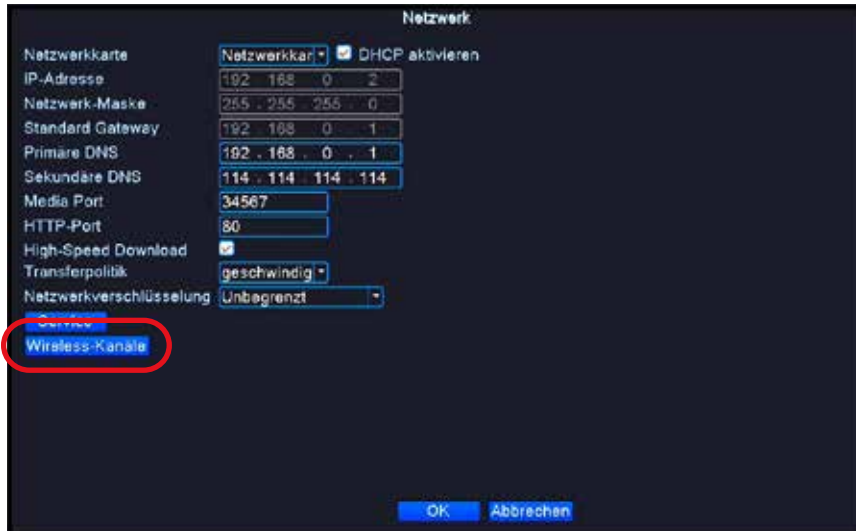 Netzwerk
Netzwerkkarte Netzwerkkar DHCP aktivieren
IP-Adresse 192 . 168 . 0 . 2
Netzwerk-Maske 255 . 255 . 255 . 0
Standard Gateway 192 . 168 . 0 . 1
Primäre DNS 192 . 168 . 0 . 1
Sekundäre DNS 114 . 114 . 114 . 114
Media Port 34567
HTTP-Port 80
High-Speed Download
Transferpolitik geschwindig
Netzwerkverschlüsselung Unbegrenzt
Service
Wireless-Kanäle
OK Abbrechen